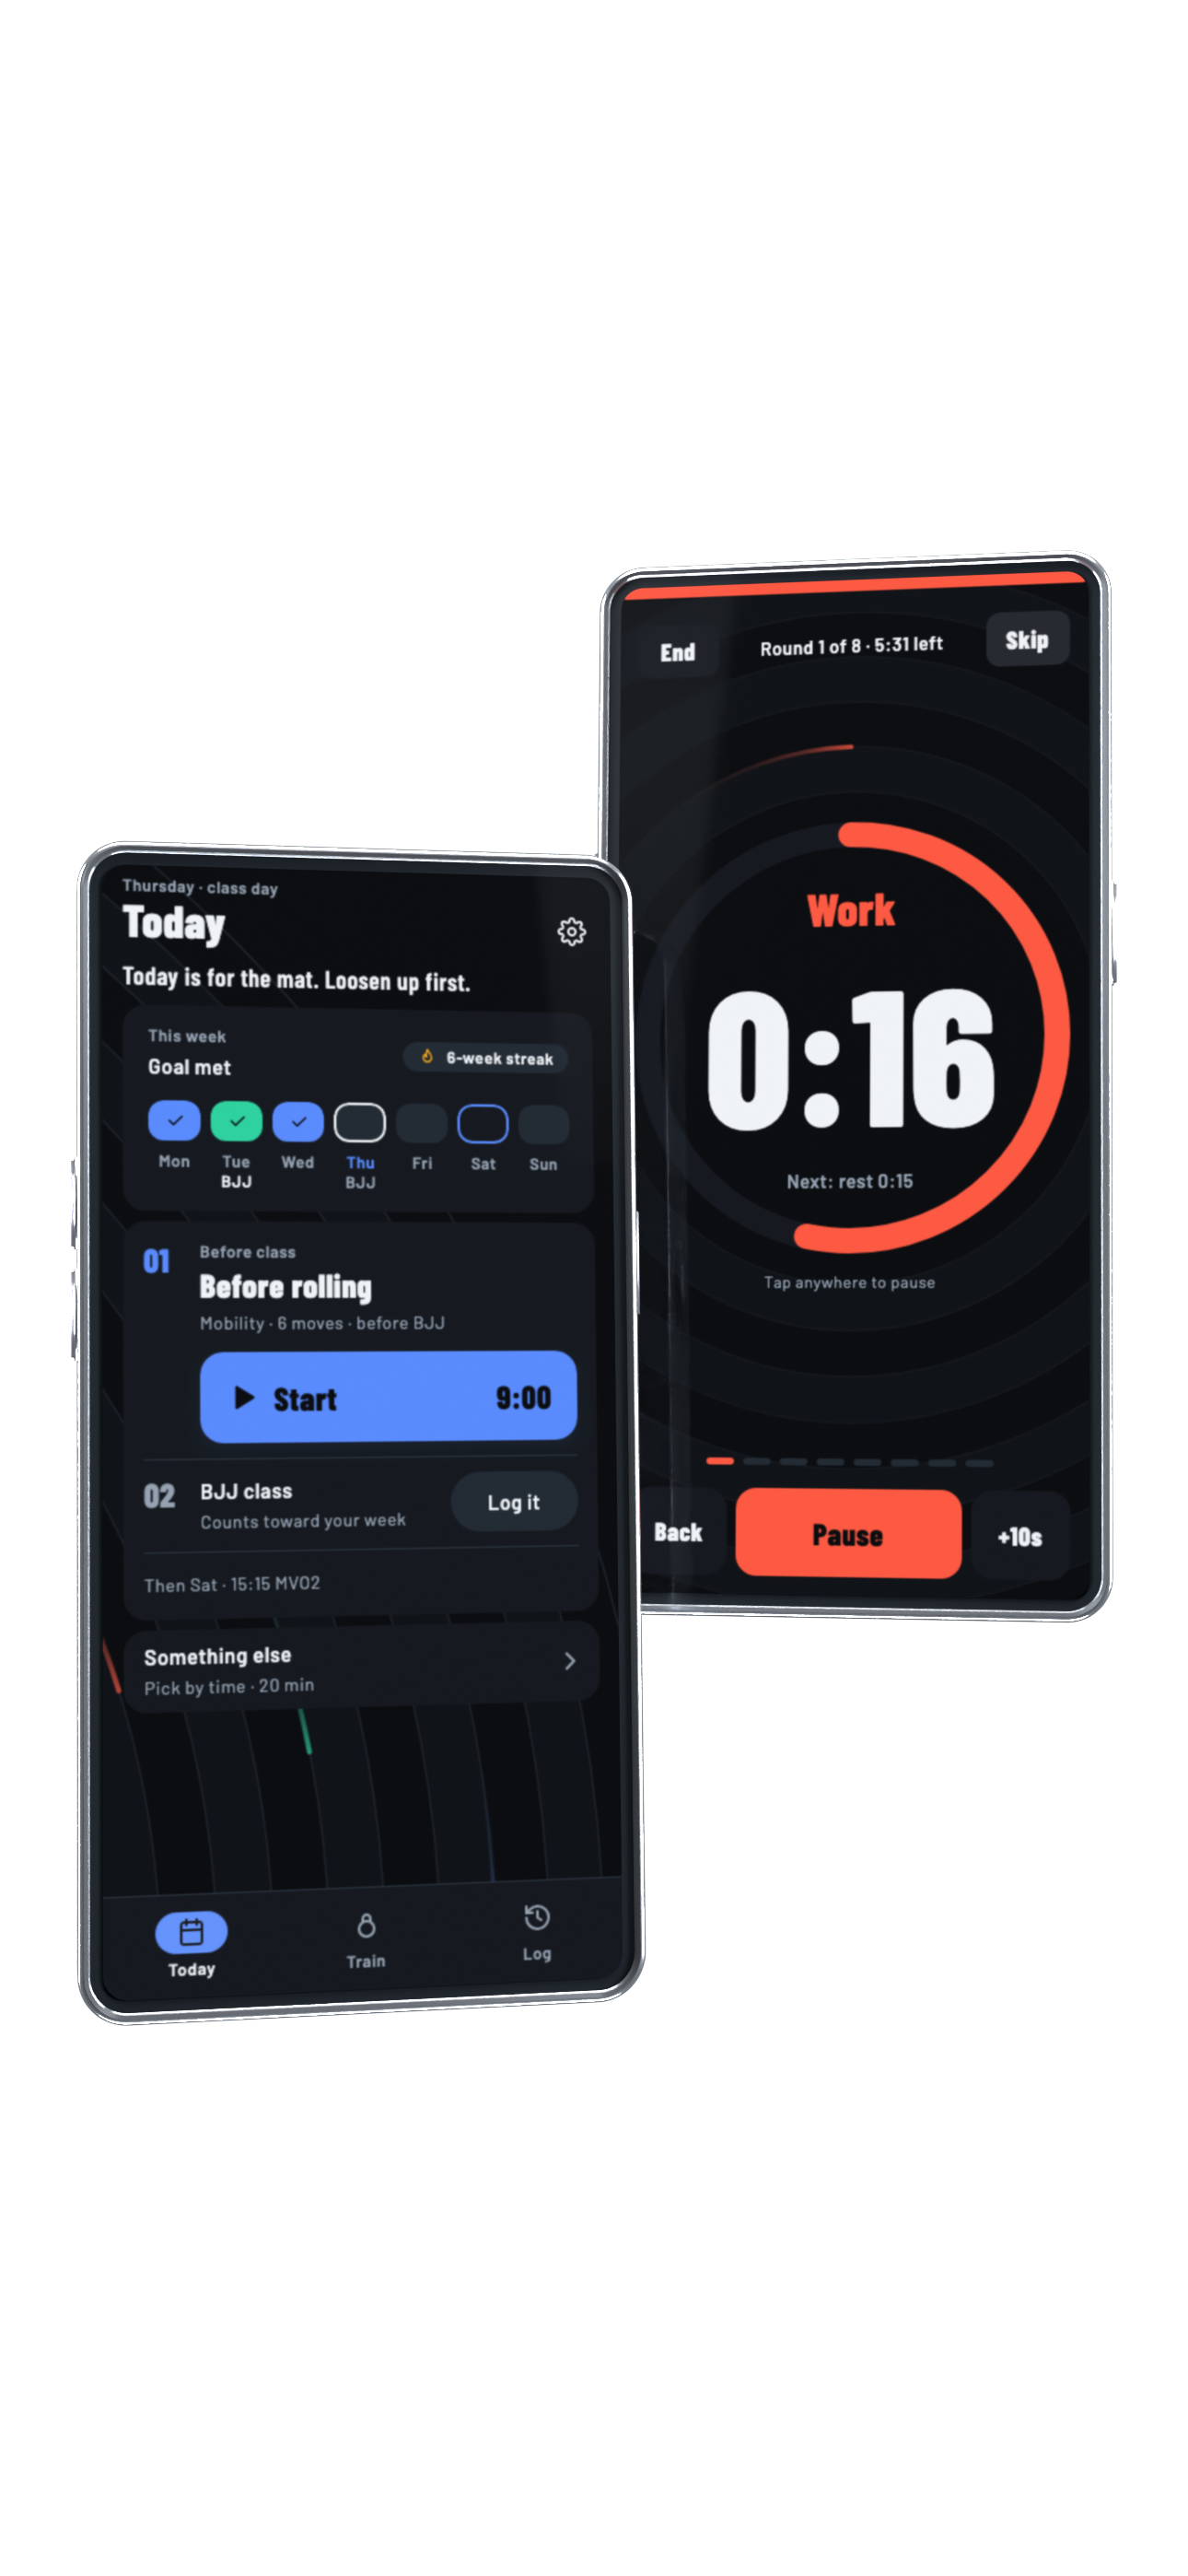 Thursday · class day
Today
Today is for the mat. Loosen up first.
This week
Goal met
6-week streak
Mon Tue Wed Thu Fri Sat Sun
BJJ BJJ
01
Before class
Before rolling
Mobility · 6 moves · before BJJ
Start 9:00
02
BJJ class
Counts toward your week
Log it
Then Sat · 15:15 MVO2
Something else
Pick by time · 20 min
Today Train Log
End Round 1 of 8 · 5:31 left Skip
Work
0:16
Next: rest 0:15
Tap anywhere to pause
Back Pause +10s